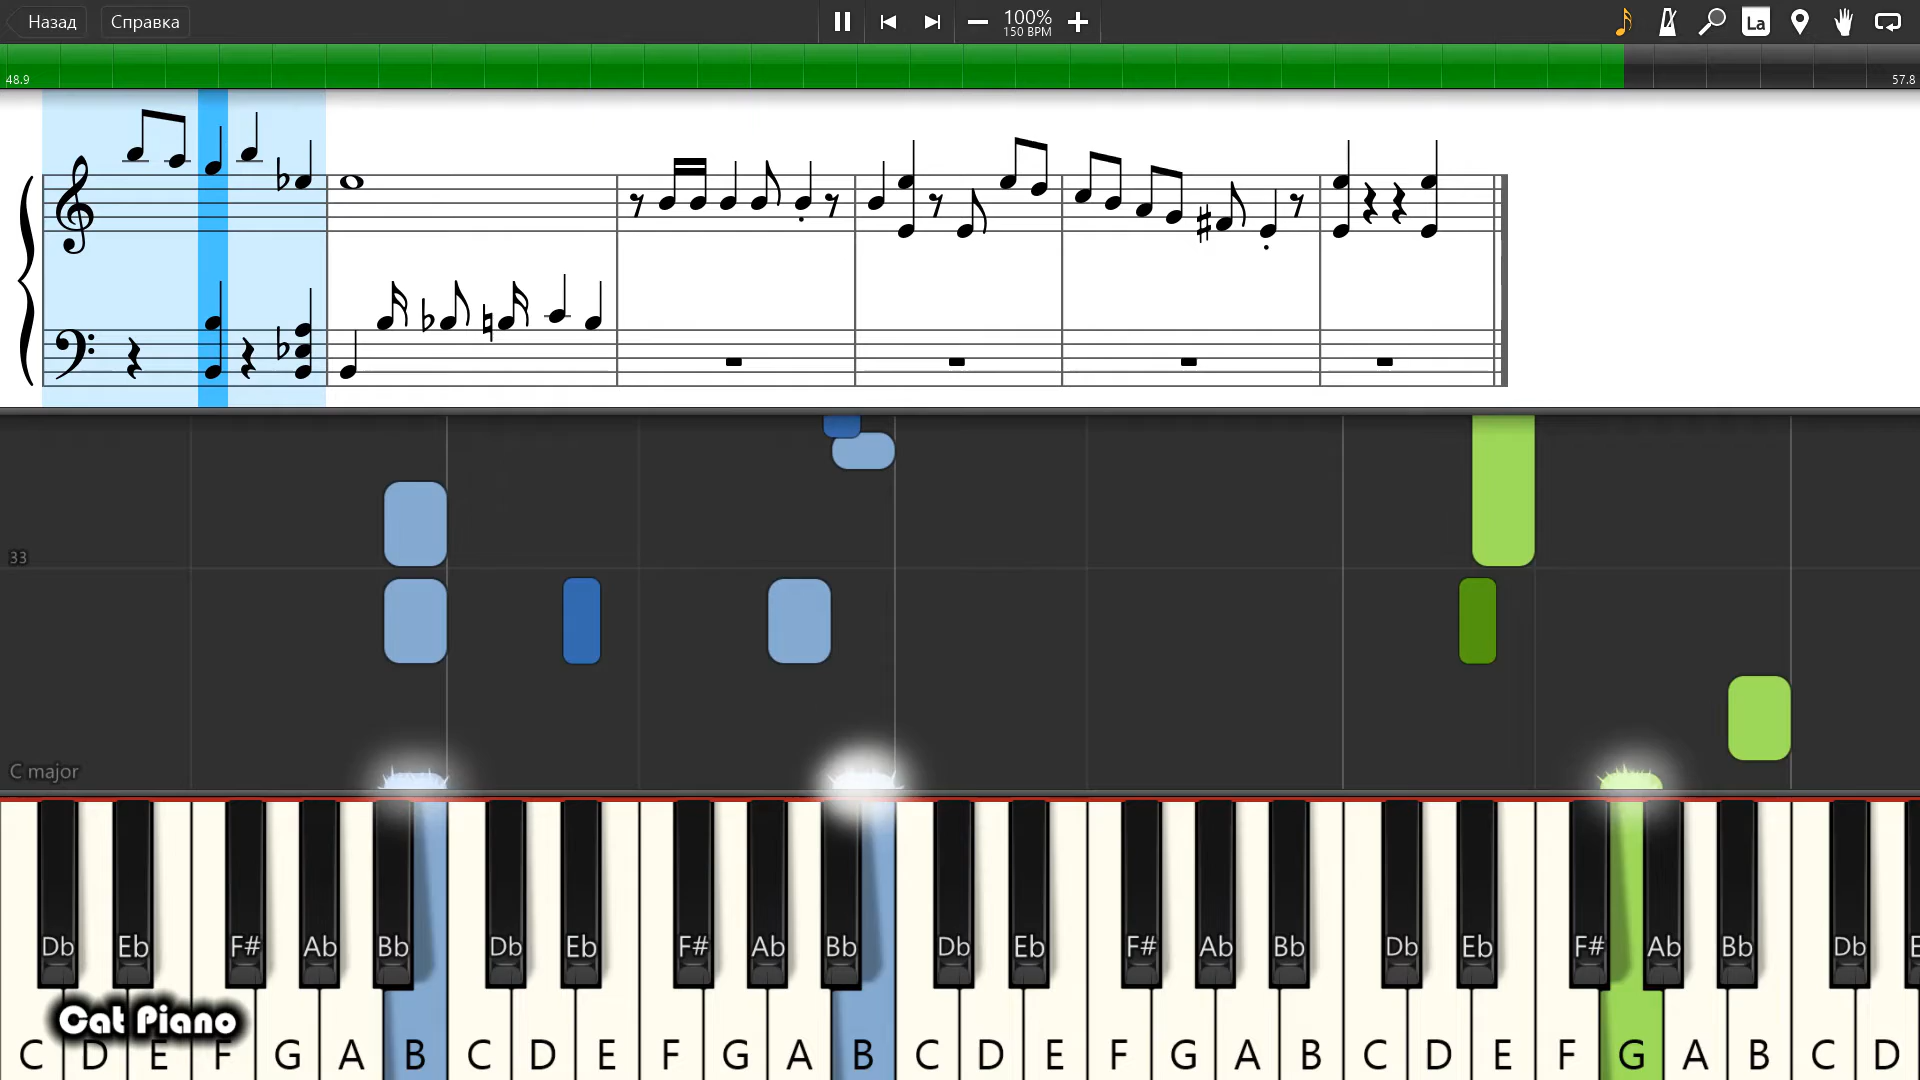 Назад Справка 100% La
150 BPM
48.9 57.8
33
C major
Db Eb F# Ab Bb Db Eb F# Ab Bb Db Eb F# Ab Bb Db Eb F# Ab Bb Db E
Cat Piano
C D E F G A B C D E F G A B C D E F G A B C D E F G A B C D